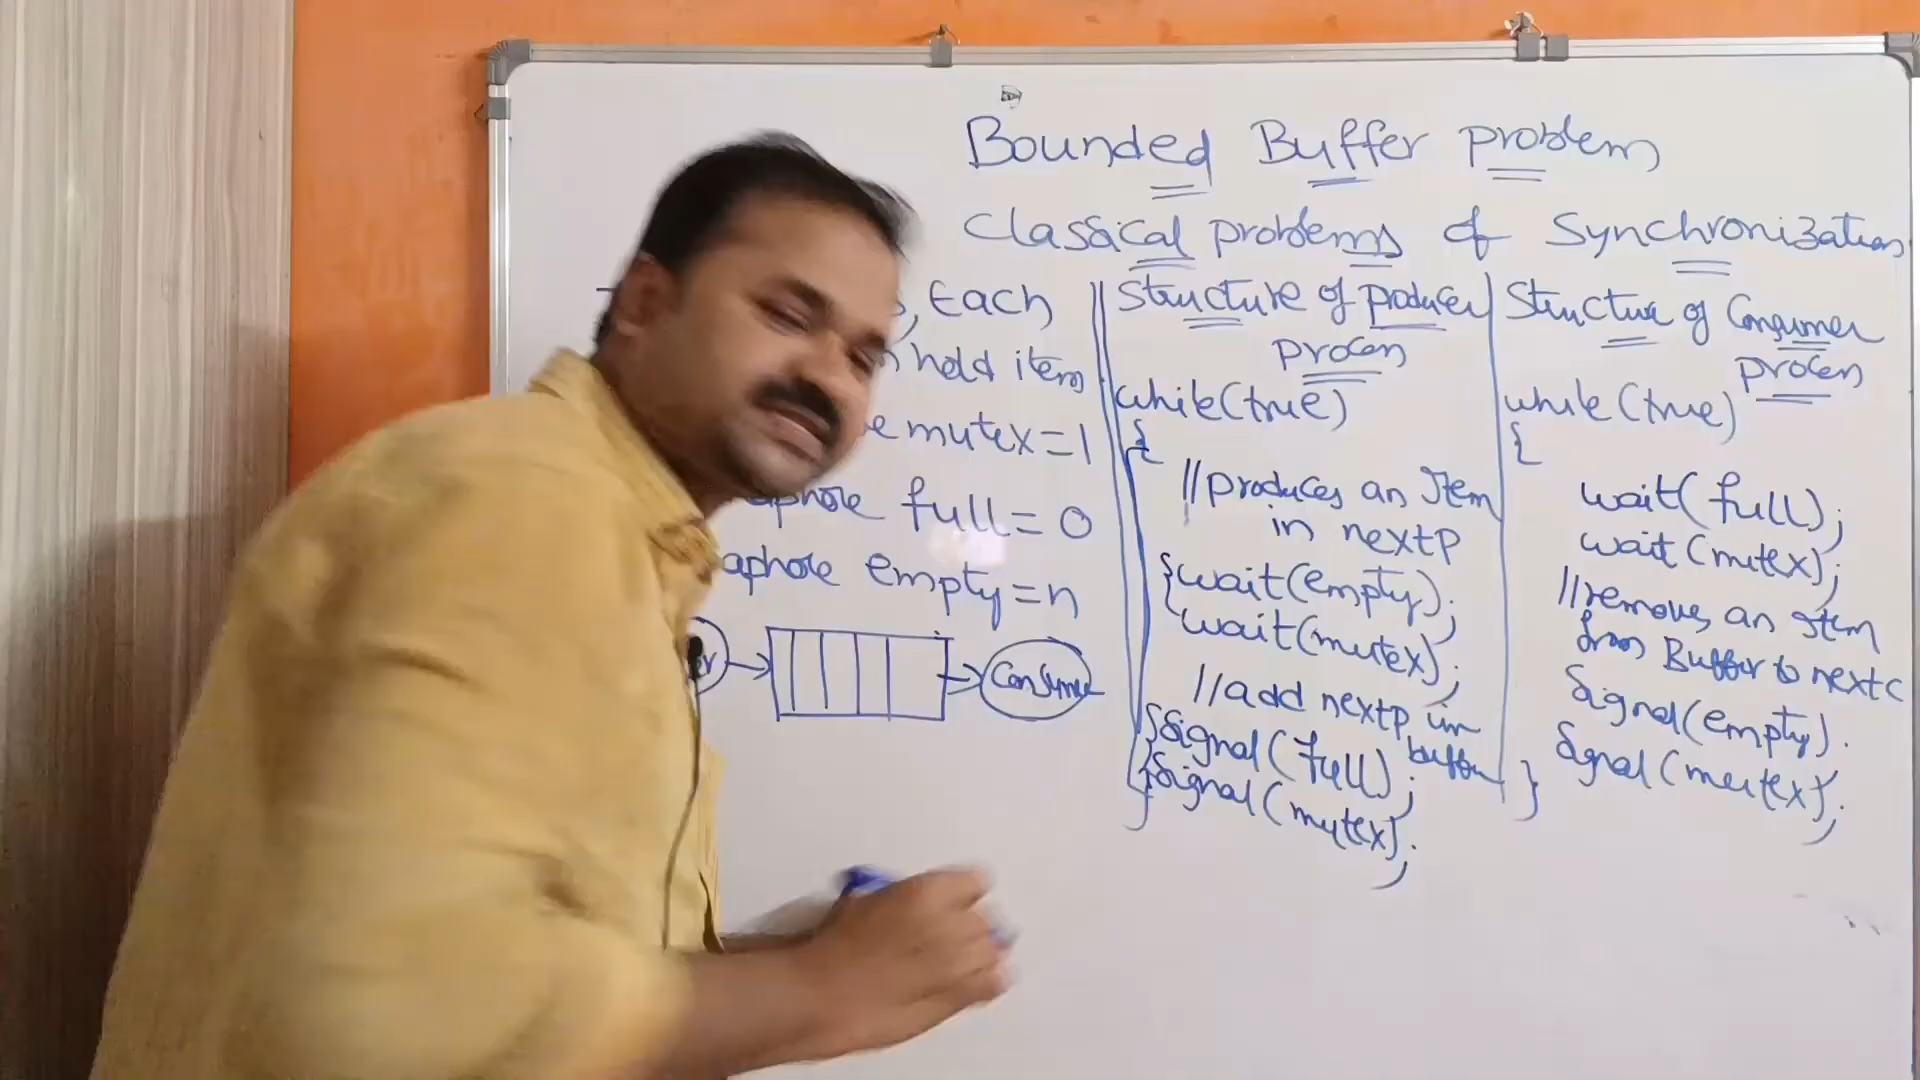 Bounded Buffer problem
Classical problems of Synchronization
, Each
hold item
mutex=1
full=0
empty=n
Consumer
Structure of producer
process
while(true)
{
//produces an Item
in nextp
{wait(empty);
wait(mutex);
//add nextp in
buffer
signal(full);
signal(mutex);
}
Structure of Consumer
process
while(true)
{
wait(full);
wait(mutex);
//remove an item
from Buffer to nextc
signal(empty).
signal(mutex);
}